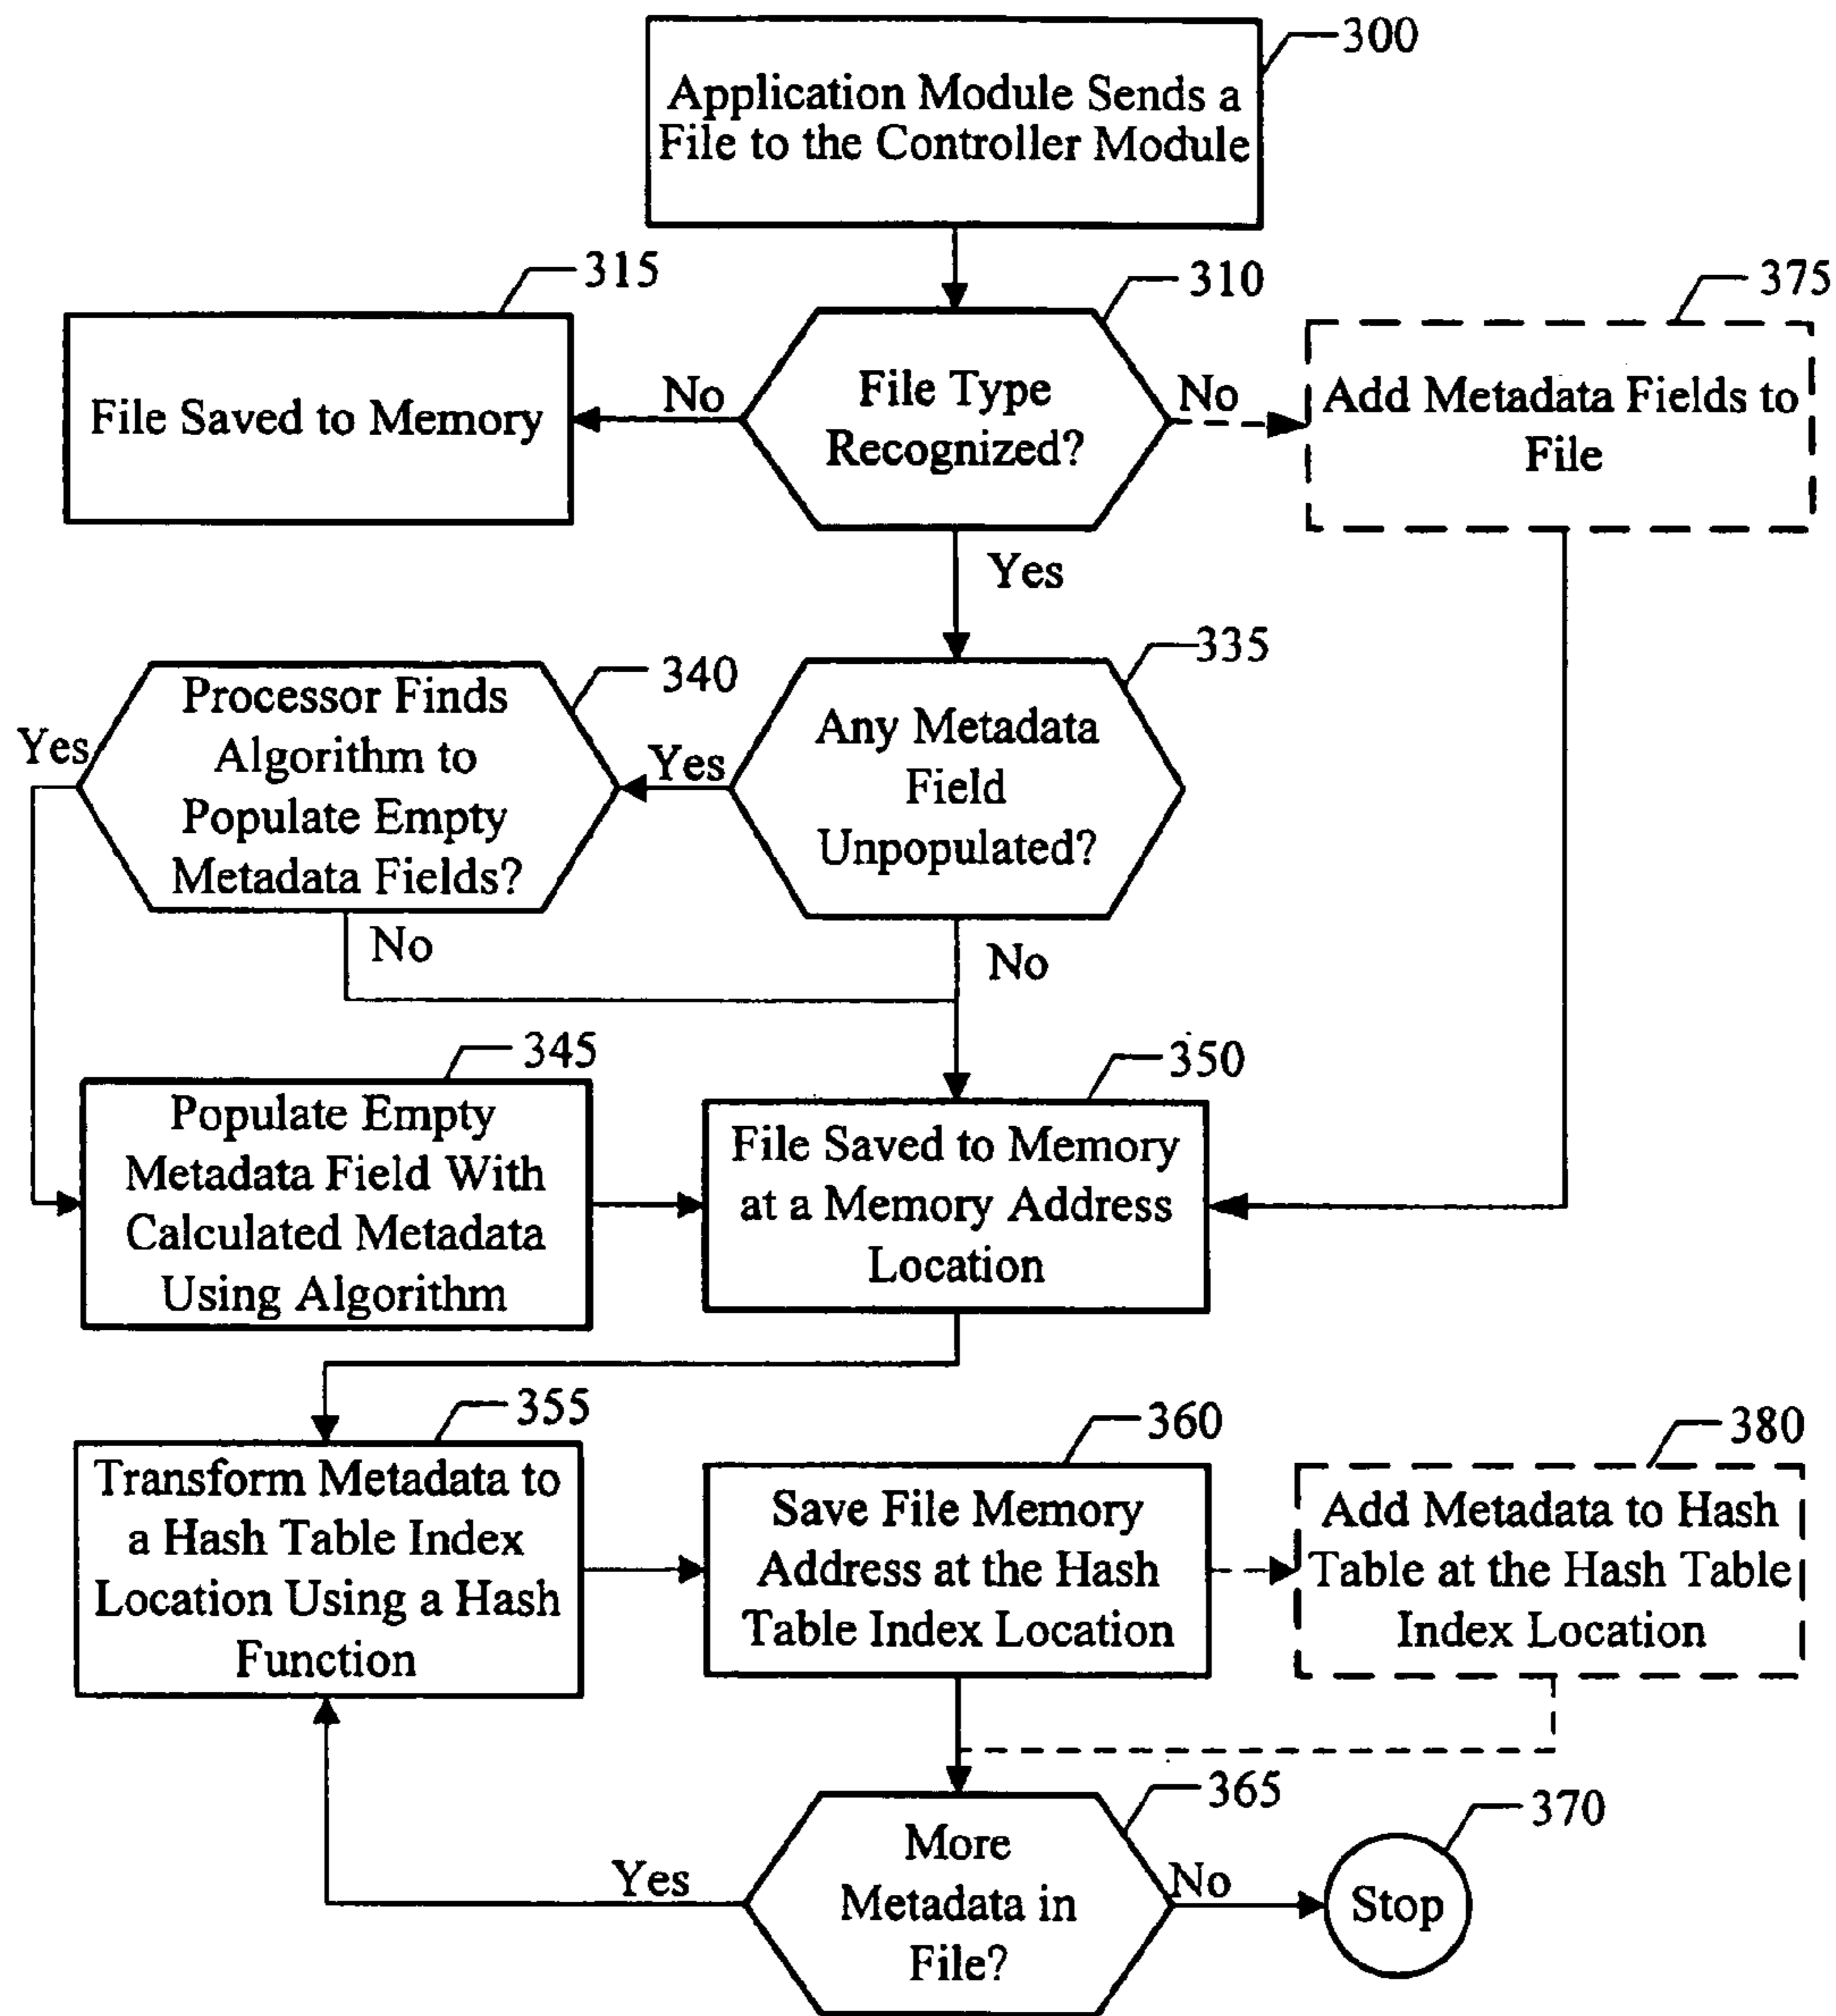 300
Application Module Sends a
File to the Controller Module
315
310
375
File Saved to Memory
No
File Type
Recognized?
No
Add Metadata Fields to
File
Yes
340
335
Yes
Processor Finds
Algorithm to
Populate Empty
Metadata Fields?
Yes
Any Metadata
Field
Unpopulated?
No
No
345
350
Populate Empty
Metadata Field With
Calculated Metadata
Using Algorithm
File Saved to Memory
at a Memory Address
Location
355
360
380
Transform Metadata to
a Hash Table Index
Location Using a Hash
Function
Save File Memory
Address at the Hash
Table Index Location
Add Metadata to Hash
Table at the Hash Table
Index Location
365
370
Yes
More
Metadata in
File?
No
Stop